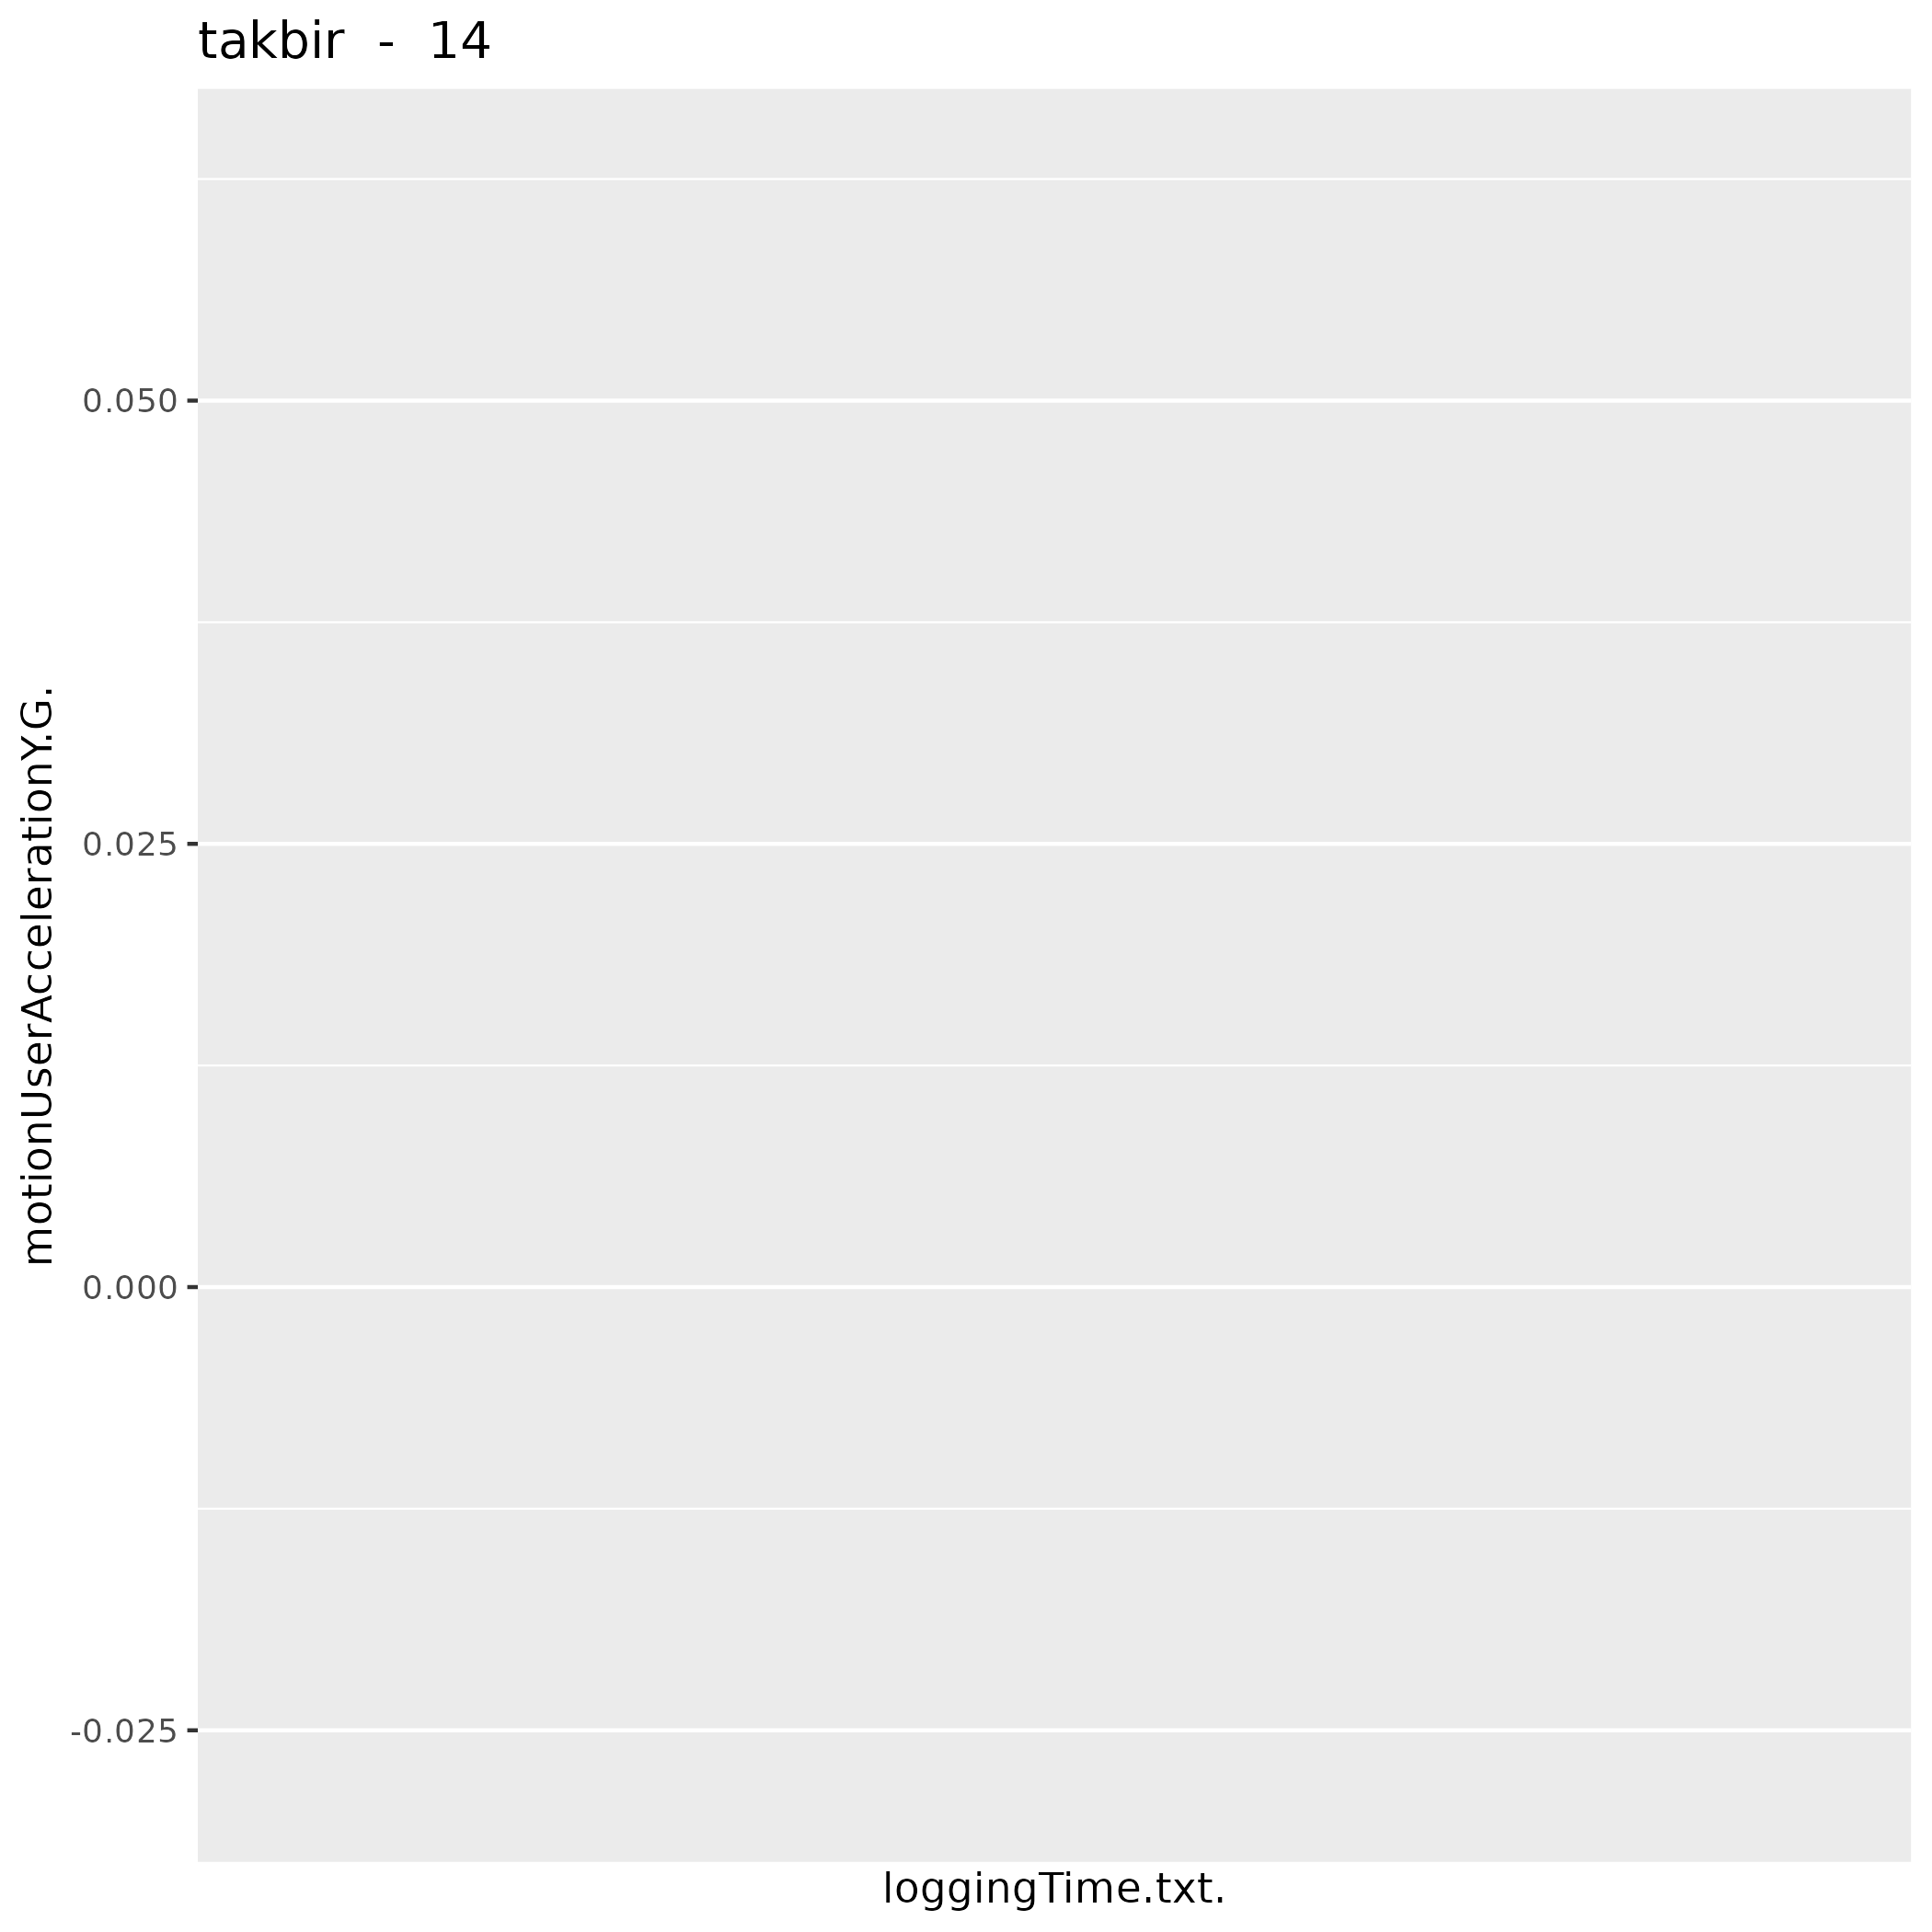 takbir - 14
motionUserAccelerationY.G.
0.050
0.025
0.000
-0.025
loggingTime.txt.